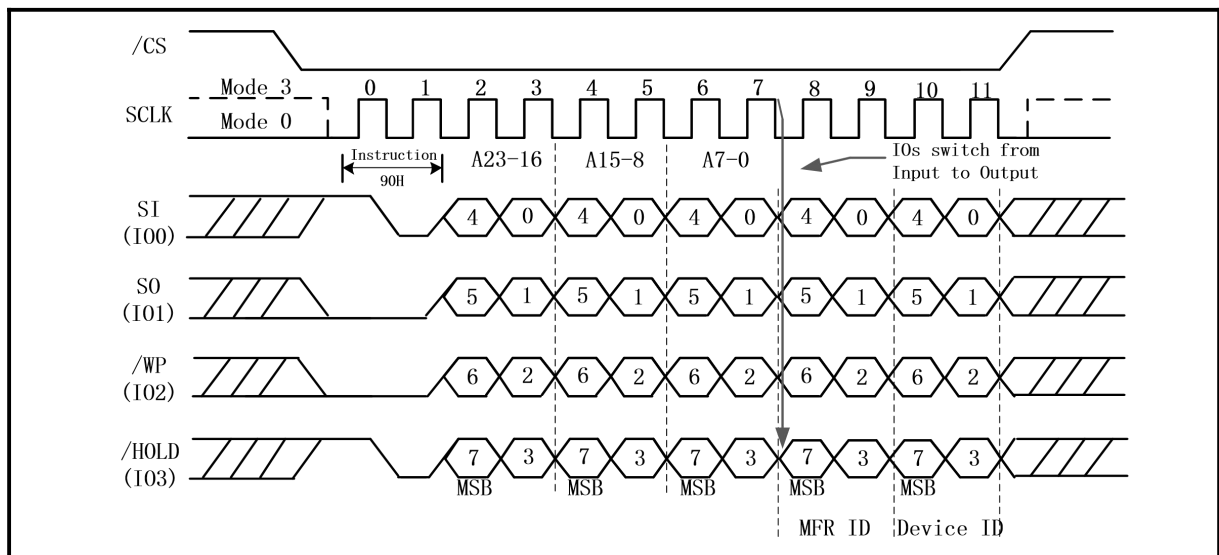 /CS
Mode 3 0 1 2 3 4 5 6 7 8 9 10 11
SCLK
Mode 0
Instruction A23-16 A15-8 A7-0 IOs switch from
90H Input to Output
SI 4 0 4 0 4 0 4 0 4 0
(IO0)
SO 5 1 5 1 5 1 5 1 5 1
(IO1)
/WP 6 2 6 2 6 2 6 2 6 2
(IO2)
/HOLD 7 3 7 3 7 3 7 3 7 3
(IO3)
MSB MSB MSB MSB MSB
MFR ID Device ID